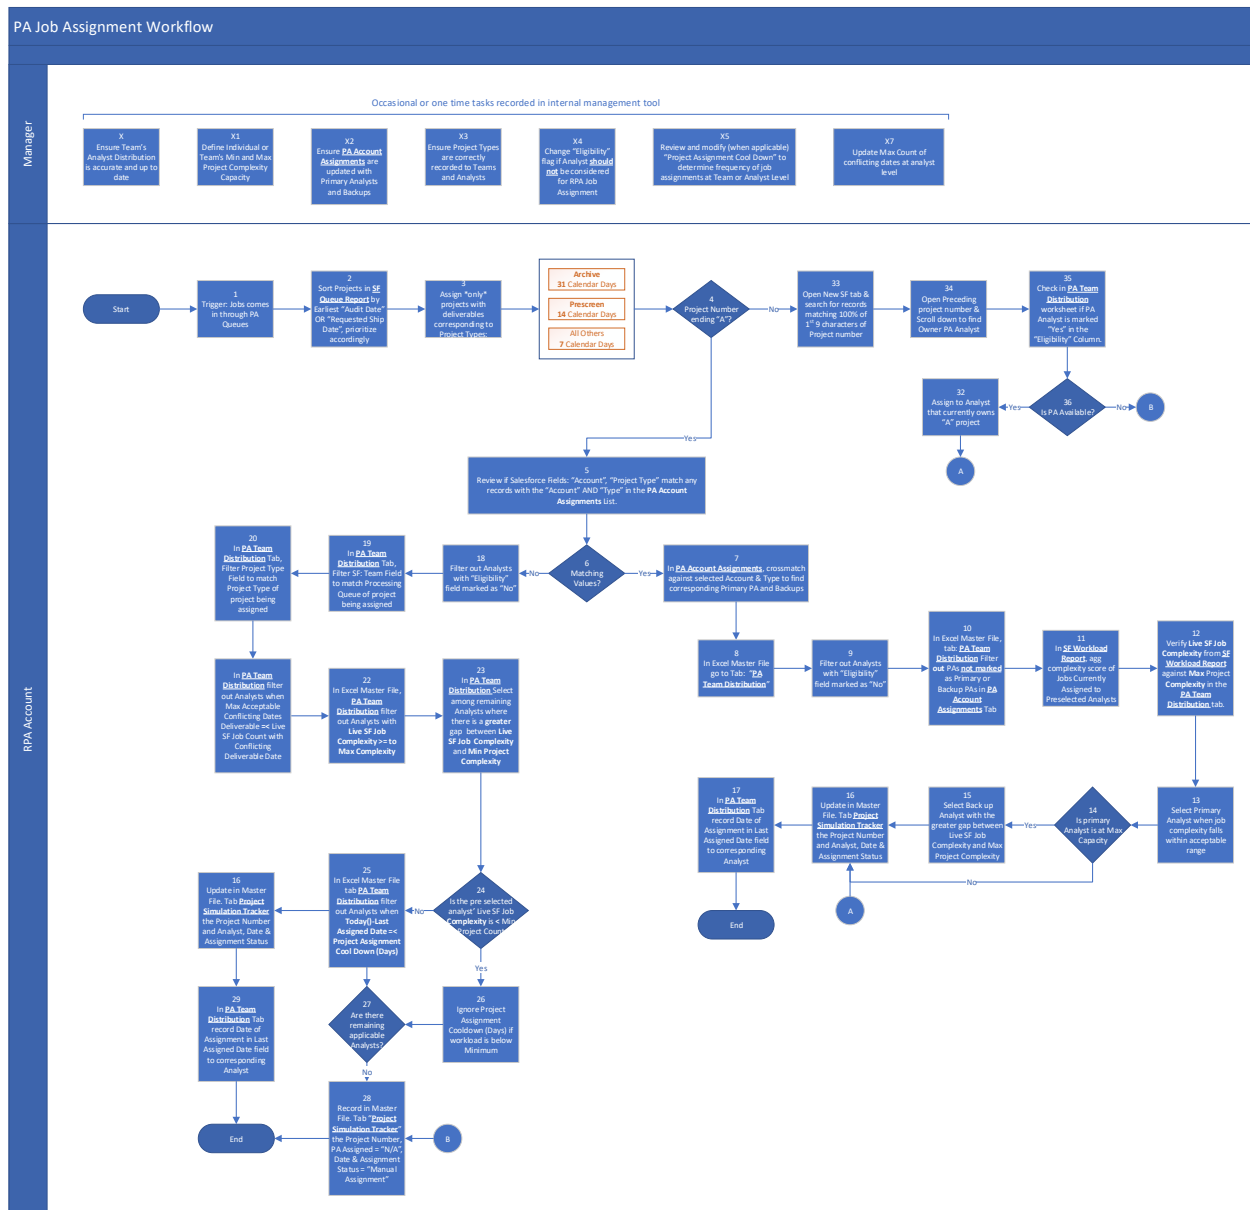 PA Job Assignment Workflow
Manager
Occasional or one time tasks recorded in internal management tool
X
Ensure Team's
Analyst Distribution
is accurate and up to
date
X1
Define Individual or
Team's Min and Max
Project Complexity
Capacity
X2
Ensure PA Account
Assignments are
updated with
Primary Analysts
and Backups
X3
Ensure Project Types
are correctly
recorded to Teams
and Analysts
X4
Change "Eligibility"
flag if Analyst should
not be considered
for RPA Job
Assignment
X5
Review and modify (when applicable)
"Project Assignment Cool Down" to
determine frequency of job
assignments at Team or Analyst Level
X7
Update Max Count of
conflicting dates at analyst
level
RPA Account
Start
1
Trigger: Jobs comes
in through PA
Queues
2
Sort Projects in SF
Queue Report by
Earliest "Audit Date"
OR "Requested Ship
Date", prioritize
accordingly
3
Assign *only*
projects with
deliverables
corresponding to
Project Types:
Archive
31 Calendar Days
Prescreen
14 Calendar Days
All Others
7 Calendar Days
4
Project Number
ending "A"?
No
33
Open New SF tab &
search for records
matching 100% of
1st 9 characters of
Project number
34
Open Preceding
project number &
Scroll down to find
Owner PA Analyst
35
Check in PA Team
Distribution
worksheet if PA
Analyst is marked
"Yes" in the
"Eligibility" Column.
32
Assign to Analyst
that currently owns
"A" project
Yes
36
Is PA Available?
No
B
A
Yes
5
Review if Salesforce Fields: "Account", "Project Type" match any
records with the "Account" AND "Type" in the PA Account
Assignments List.
20
In PA Team
Distribution Tab,
Filter Project Type
Field to match
Project Type of
project being
assigned
19
In PA Team
Distribution Tab,
Filter SF: Team Field
to match Processing
Queue of project
being assigned
18
Filter out Analysts
with "Eligibility"
field marked as "No"
No
6
Matching
Values?
Yes
7
In PA Account Assignments, crossmatch
against selected Account & Type to find
corresponding Primary PA and Backups
8
In Excel Master File
go to Tab: "PA
Team Distribution"
9
Filter out Analysts
with "Eligibility"
field marked as "No"
10
In Excel Master File,
tab: PA Team
Distribution Filter
out PAs not marked
as Primary or
Backup PAs in PA
Account
Assignments Tab
11
In SF Workload
Report, agg
complexity score of
Jobs Currently
Assigned to
Preselected Analysts
12
Verify Live SF Job
Complexity from SF
Workload Report
against Max Project
Complexity in the
PA Team
Distribution tab.
In PA Team
Distribution filter
out Analysts when
Max Acceptable
Conflicting Dates
Deliverable =< Live
SF Job Count with
Conflicting
Deliverable Date
22
In Excel Master File,
PA Team
Distribution filter
out Analysts with
Live SF Job
Complexity >= to
Max Complexity
23
In PA Team
Distribution Select
among remaining
Analysts where
there is a greater
gap between Live
SF Job Complexity
and Min Project
Complexity
17
In PA Team
Distribution Tab
record Date of
Assignment in Last
Assigned Date field
to corresponding
Analyst
16
Update in Master
File. Tab Project
Simulation Tracker
the Project Number
and Analyst, Date &
Assignment Status
15
Select Back up
Analyst with the
greater gap between
Live SF Job
Complexity and Max
Project Complexity
Yes
14
Is primary
Analyst is at Max
Capacity
13
Select Primary
Analyst when job
complexity falls
within acceptable
range
No
A
End
16
Update in Master
File. Tab Project
Simulation Tracker
the Project Number
and Analyst, Date &
Assignment Status
25
In Excel Master File
tab PA Team
Distribution filter
out Analysts when
Today()-Last
Assigned Date =<
Project Assignment
Cool Down (Days)
No
24
Is the pre selected
analyst' Live SF Job
Complexity is < Min
Project Count
Yes
29
In PA Team
Distribution Tab
record Date of
Assignment in Last
Assigned Date field
to corresponding
Analyst
27
Are there
remaining
applicable
Analysts?
26
Ignore Project
Assignment
Cooldown (Days) if
workload is below
Minimum
No
End
28
Record in Master
File. Tab "Project
Simulation Tracker"
the Project Number,
PA Assigned = "N/A",
Date & Assignment
Status = "Manual
Assignment"
B